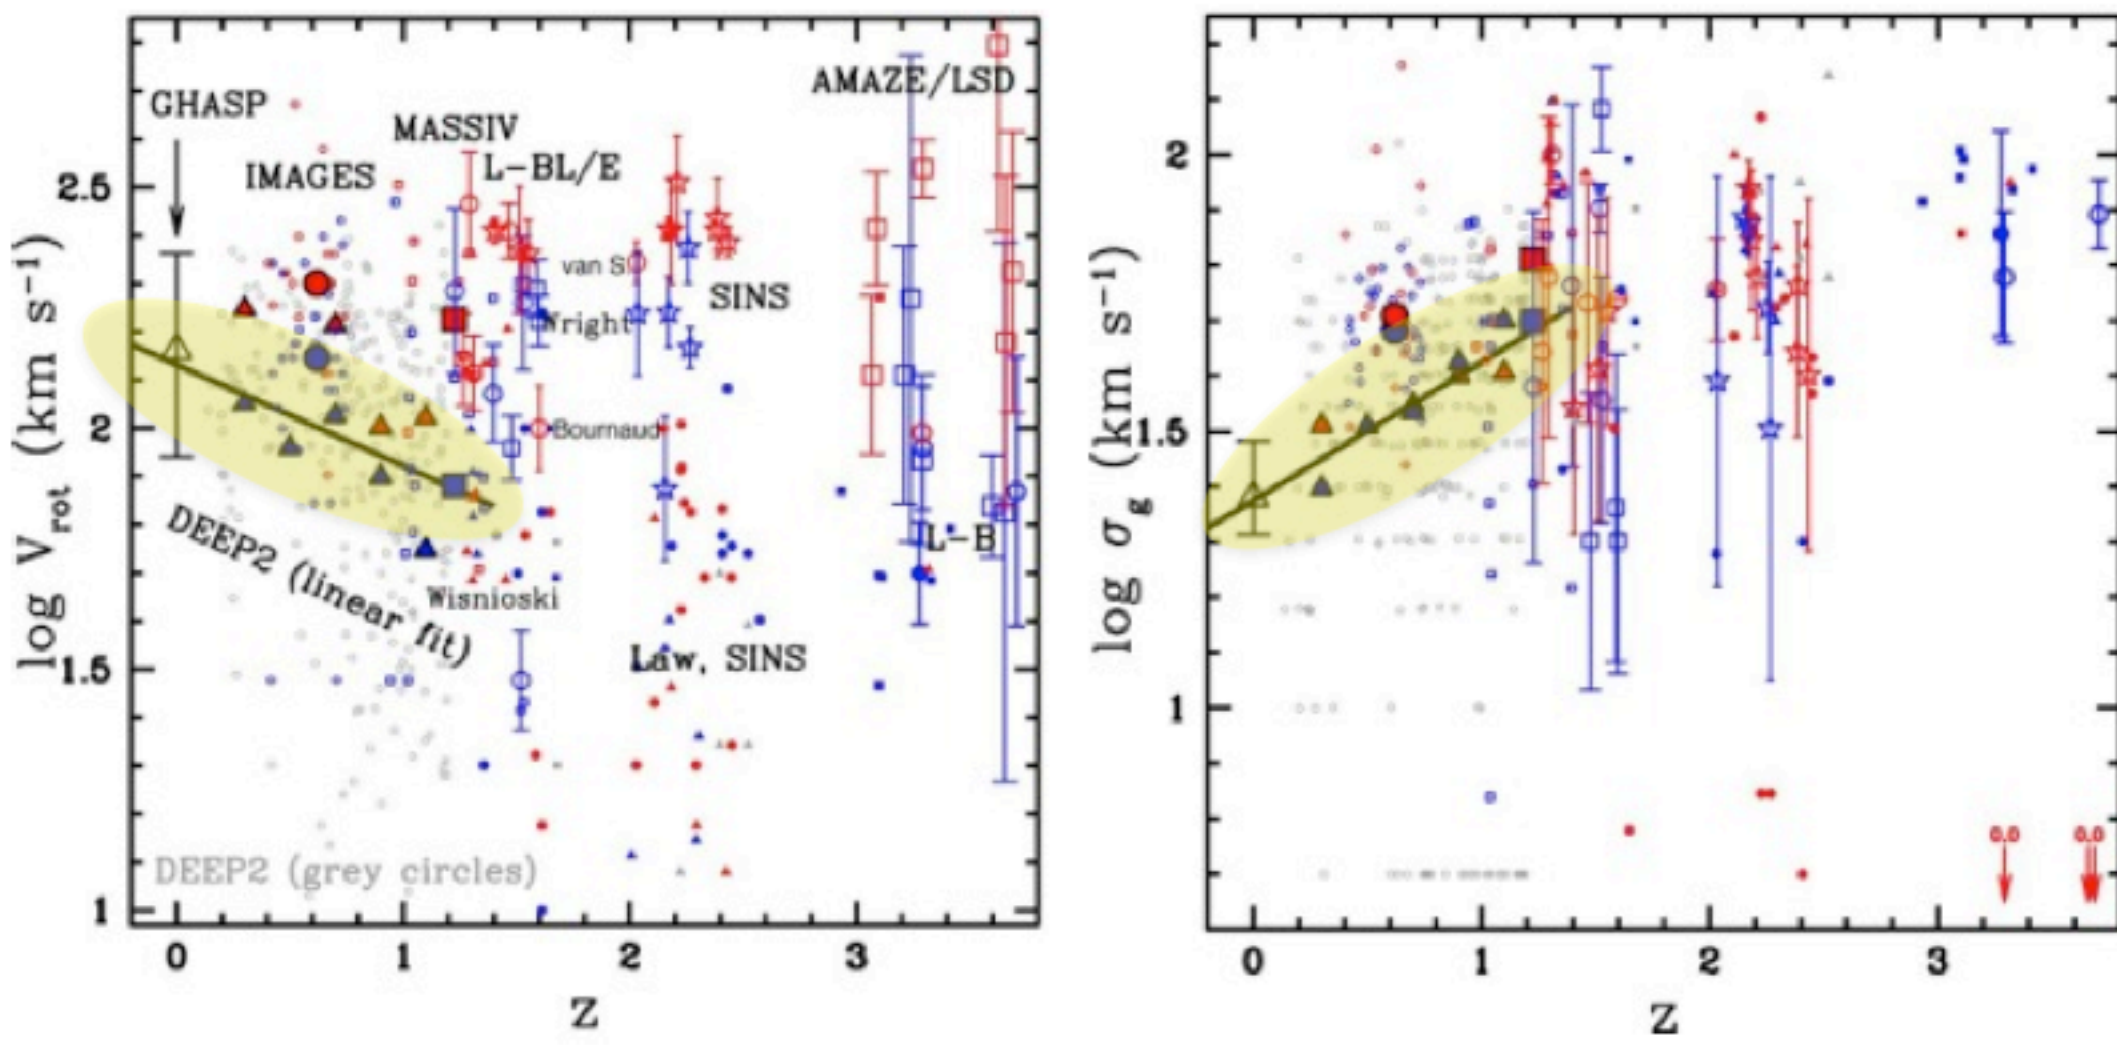 GHASP
IMAGES
MASSIV
L-BL/E
AMAZE/LSD
van S
SINS
Wright
Bournaud
DEEP2 (linear fit)
Wisnioski
L-B
Law, SINS
DEEP2 (grey circles)
log Vrot (km s−1)
2.5
2
1.5
1
0 1 2 3
z
log σg (km s−1)
2
1.5
1
0.0 0.0
0 1 2 3
z